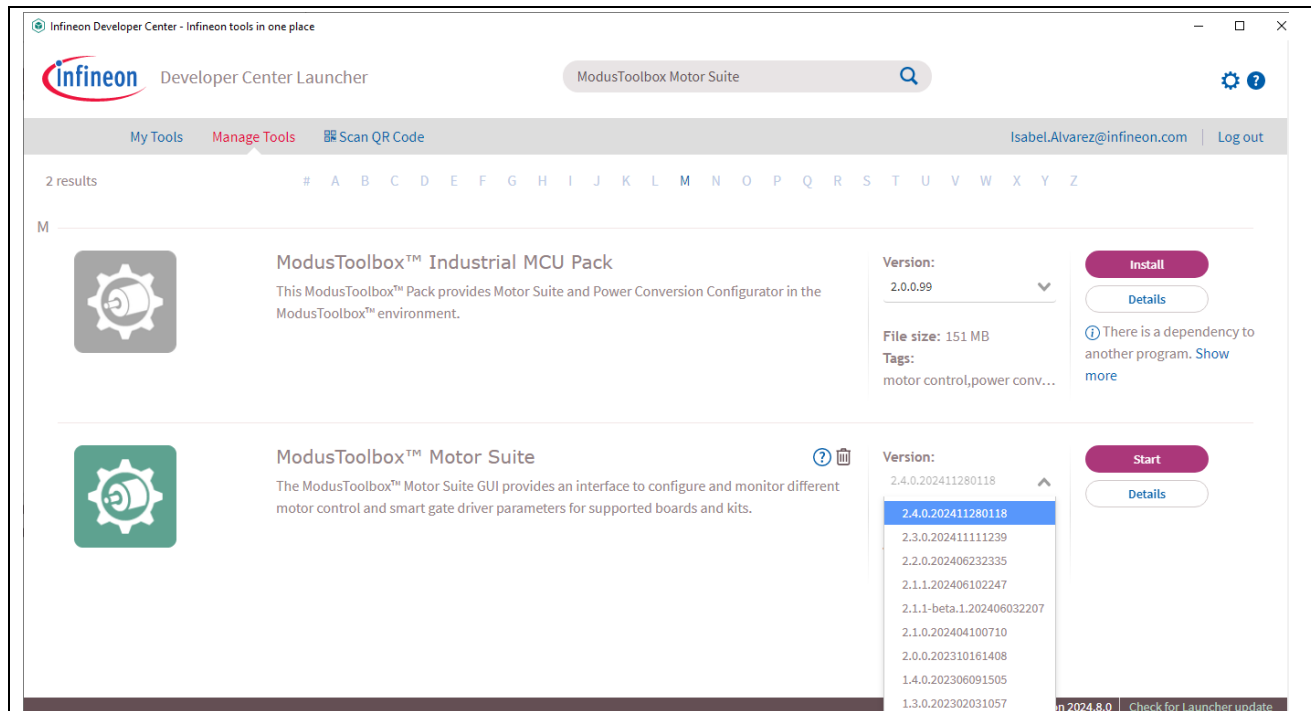 Infineon Developer Center - Infineon tools in one place
infineon
Developer Center Launcher
ModusToolbox Motor Suite
My Tools
Manage Tools
Scan QR Code
Isabel.Alvarez@infineon.com
Log out
2 results
# A B C D E F G H I J K L M N O P Q R S T U V W X Y Z
M
ModusToolbox™ Industrial MCU Pack
This ModusToolbox™ Pack provides Motor Suite and Power Conversion Configurator in the
ModusToolbox™ environment.
Version:
2.0.0.99
File size: 151 MB
Tags:
motor control,power conv...
Install
Details
There is a dependency to
another program. Show
more
ModusToolbox™ Motor Suite
The ModusToolbox™ Motor Suite GUI provides an interface to configure and monitor different
motor control and smart gate driver parameters for supported boards and kits.
Version:
2.4.0.202411280118
2.4.0.202411280118
2.3.0.202411111239
2.2.0.202406232335
2.1.1.202406102247
2.1.1-beta.1.202406032207
2.1.0.202404100710
2.0.0.202310161408
1.4.0.202306091505
1.3.0.202302031057
Start
Details
n 2024.8.0
Check for Launcher update